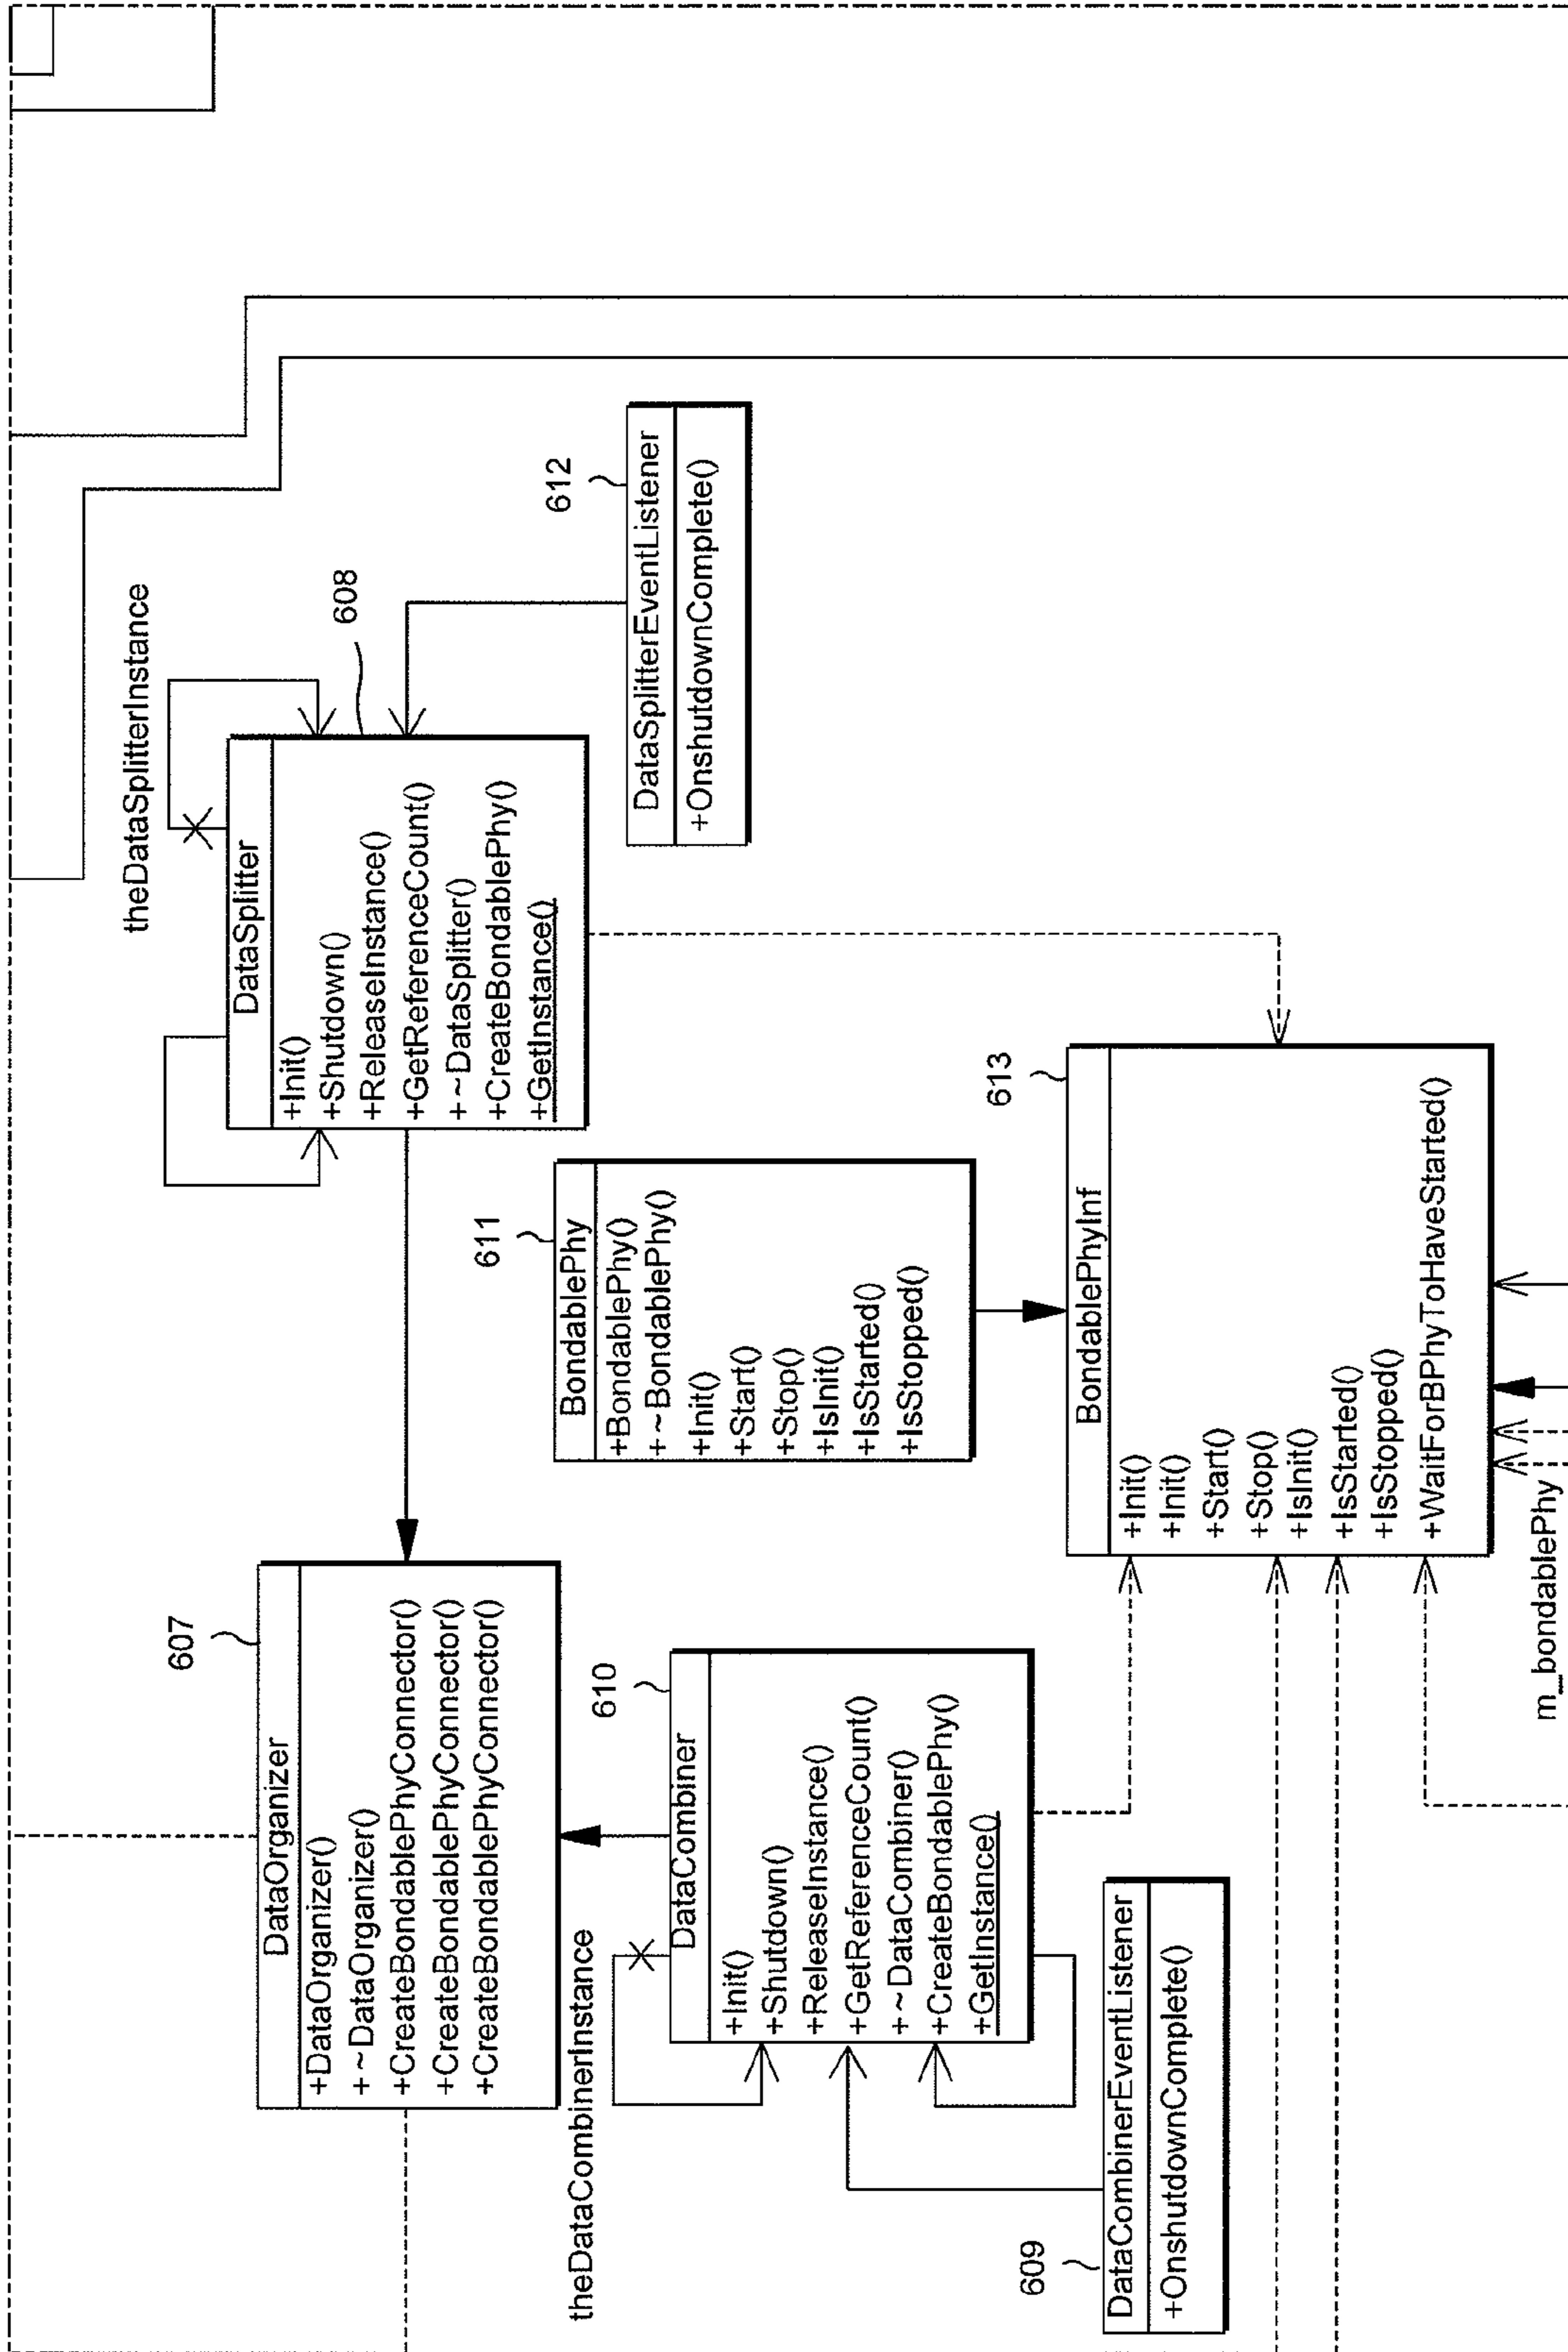 607
DataOrganizer
+DataOrganizer()
+~DataOrganizer()
+CreateBondablePhyConnector()
+CreateBondablePhyConnector()
+CreateBondablePhyConnector()
theDataSplitterInstance
608
DataSplitter
+Init()
+Shutdown()
+ReleaseInstance()
+GetReferenceCount()
+~DataSplitter()
+CreateBondablePhy()
+GetInstance()
theDataCombinerInstance
610
DataCombiner
+Init()
+Shutdown()
+ReleaseInstance()
+GetReferenceCount()
+~DataCombiner()
+CreateBondablePhy()
+GetInstance()
611
BondablePhy
+BondablePhy()
+~BondablePhy()
+Init()
+Start()
+Stop()
+IsInit()
+IsStarted()
+IsStopped()
612
DataSplitterEventListener
+OnshutdownComplete()
609
DataCombinerEventListener
+OnshutdownComplete()
613
BondablePhyInf
+Init()
+Init()
+Start()
+Stop()
+IsInit()
+IsStarted()
+IsStopped()
+WaitForBPhyToHaveStarted()
m_bondablePhy